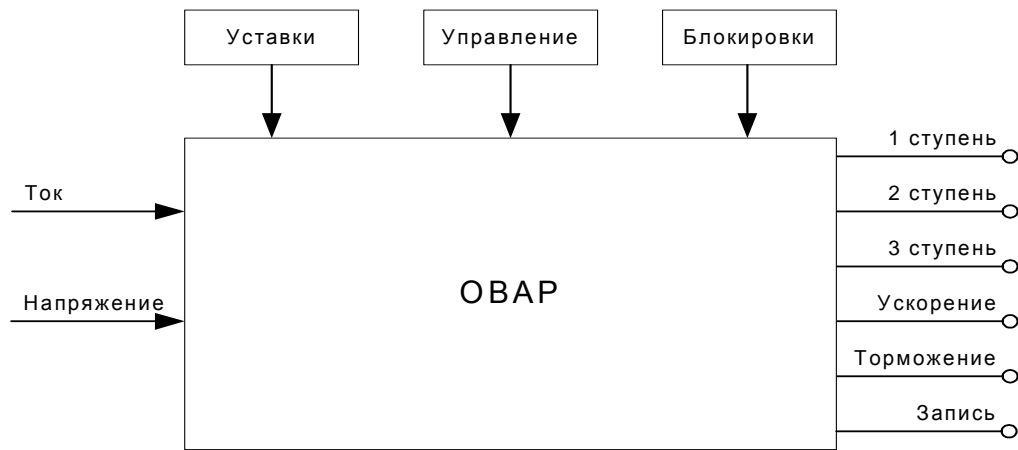 Уставки
Управление
Блокировки
1 ступень
Ток
2 ступень
3 ступень
ОВАР
Напряжение
Ускорение
Торможение
Запись